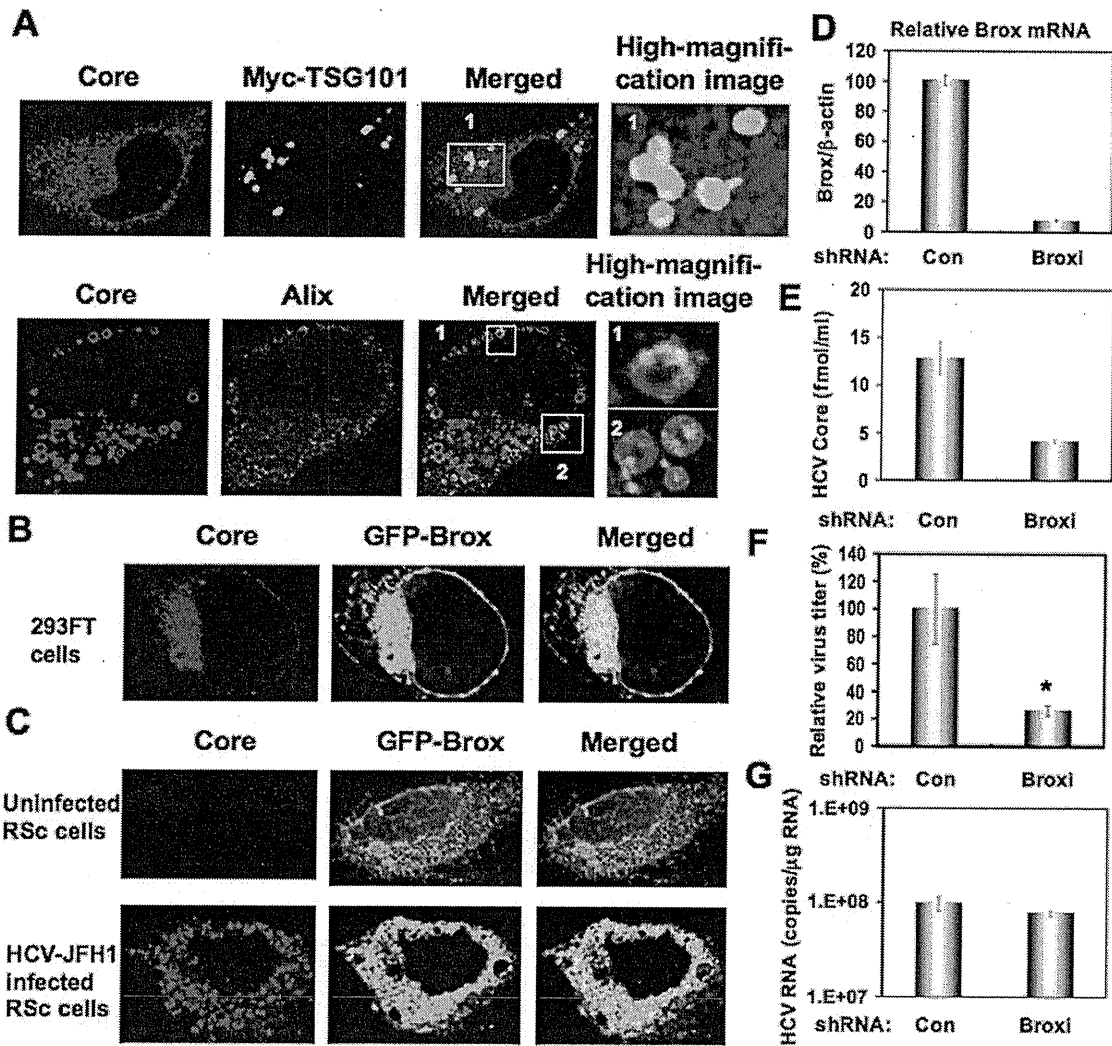 A
Core
Myc-TSG101
Merged
High-magnifi-
cation image
1
1
Core
Alix
Merged
High-magnifi-
cation image
1
2
1
2
B
Core
GFP-Brox
Merged
293FT
cells
C
Core
GFP-Brox
Merged
Uninfected
RSc cells
HCV-JFH1
infected
RSc cells
D
Relative Brox mRNA
Brox/β-actin
120
100
80
60
40
20
0
shRNA: Con Broxi
E
HCV Core (fmol/ml)
20
15
10
5
0
shRNA: Con Broxi
F
Relative virus titer (%)
140
120
100
80
60
40
20
0
*
shRNA: Con Broxi
G
HCV RNA (copies/μg RNA)
1.E+09
1.E+08
1.E+07
shRNA: Con Broxi